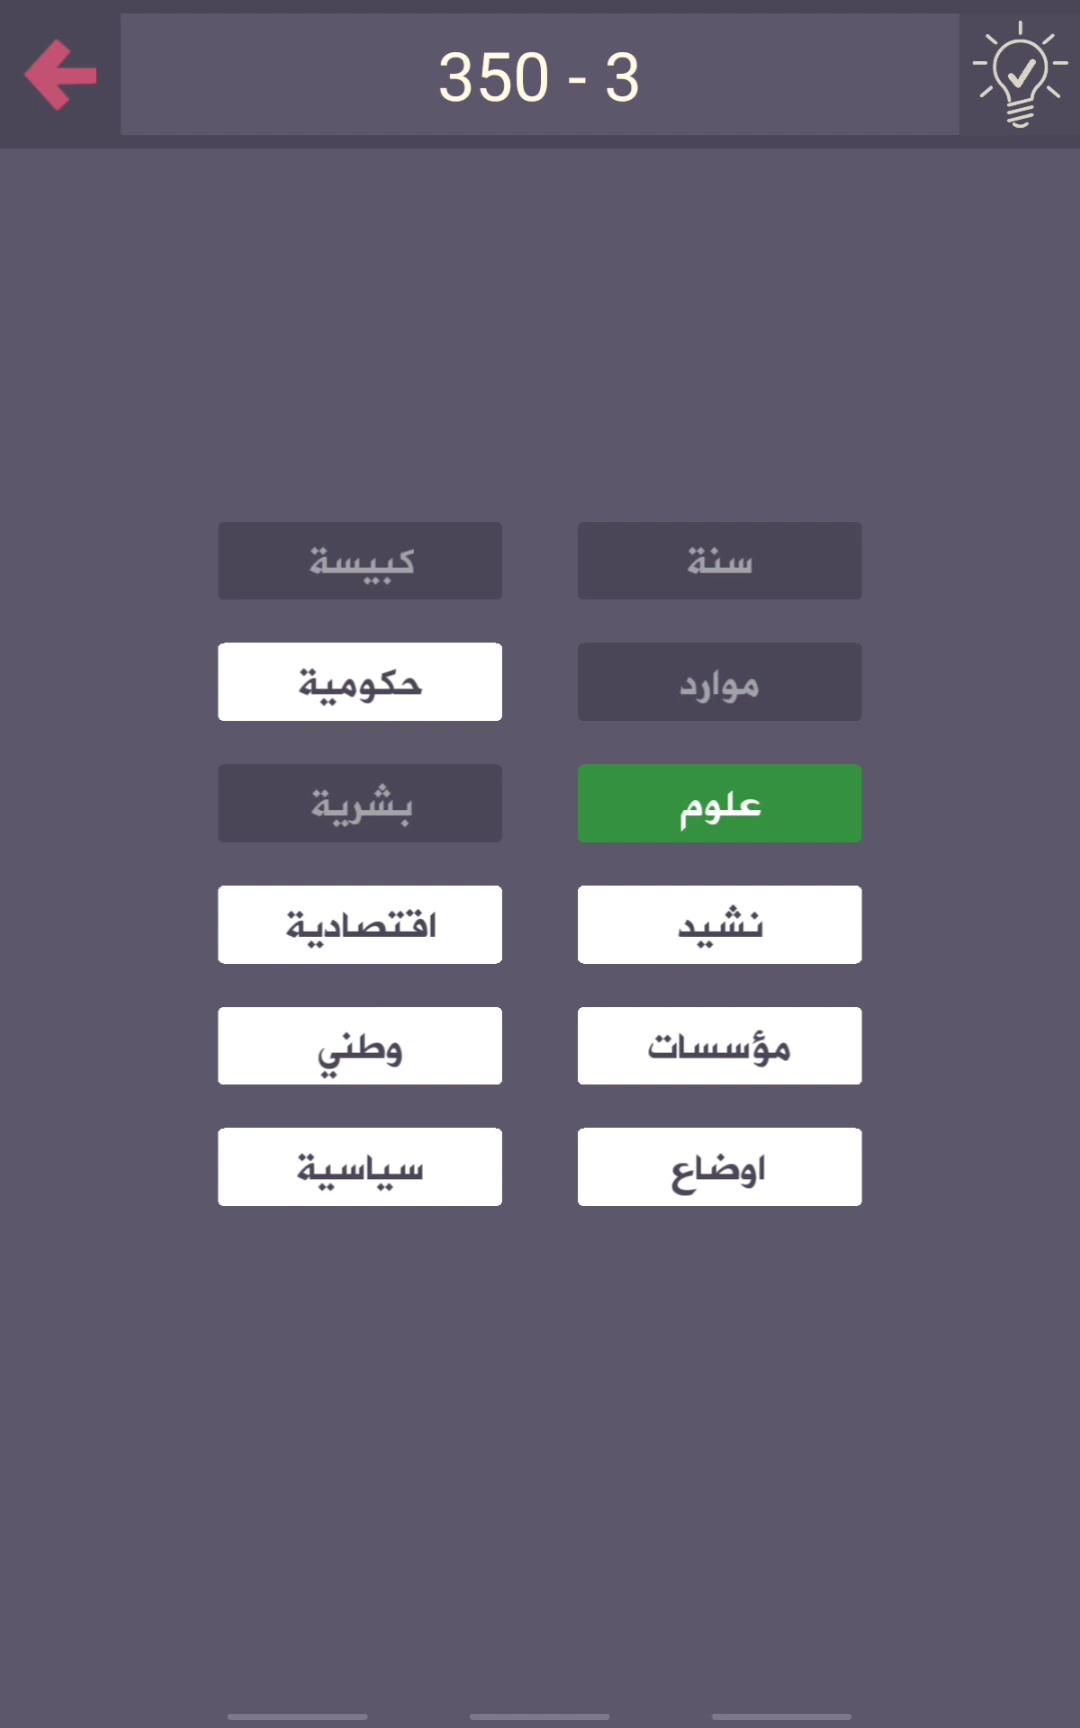 350 - 3
سنة كبيسة
موارد حكومية
علوم بشرية
نشيد اقتصادية
مؤسسات وطني
اوضاع سياسية